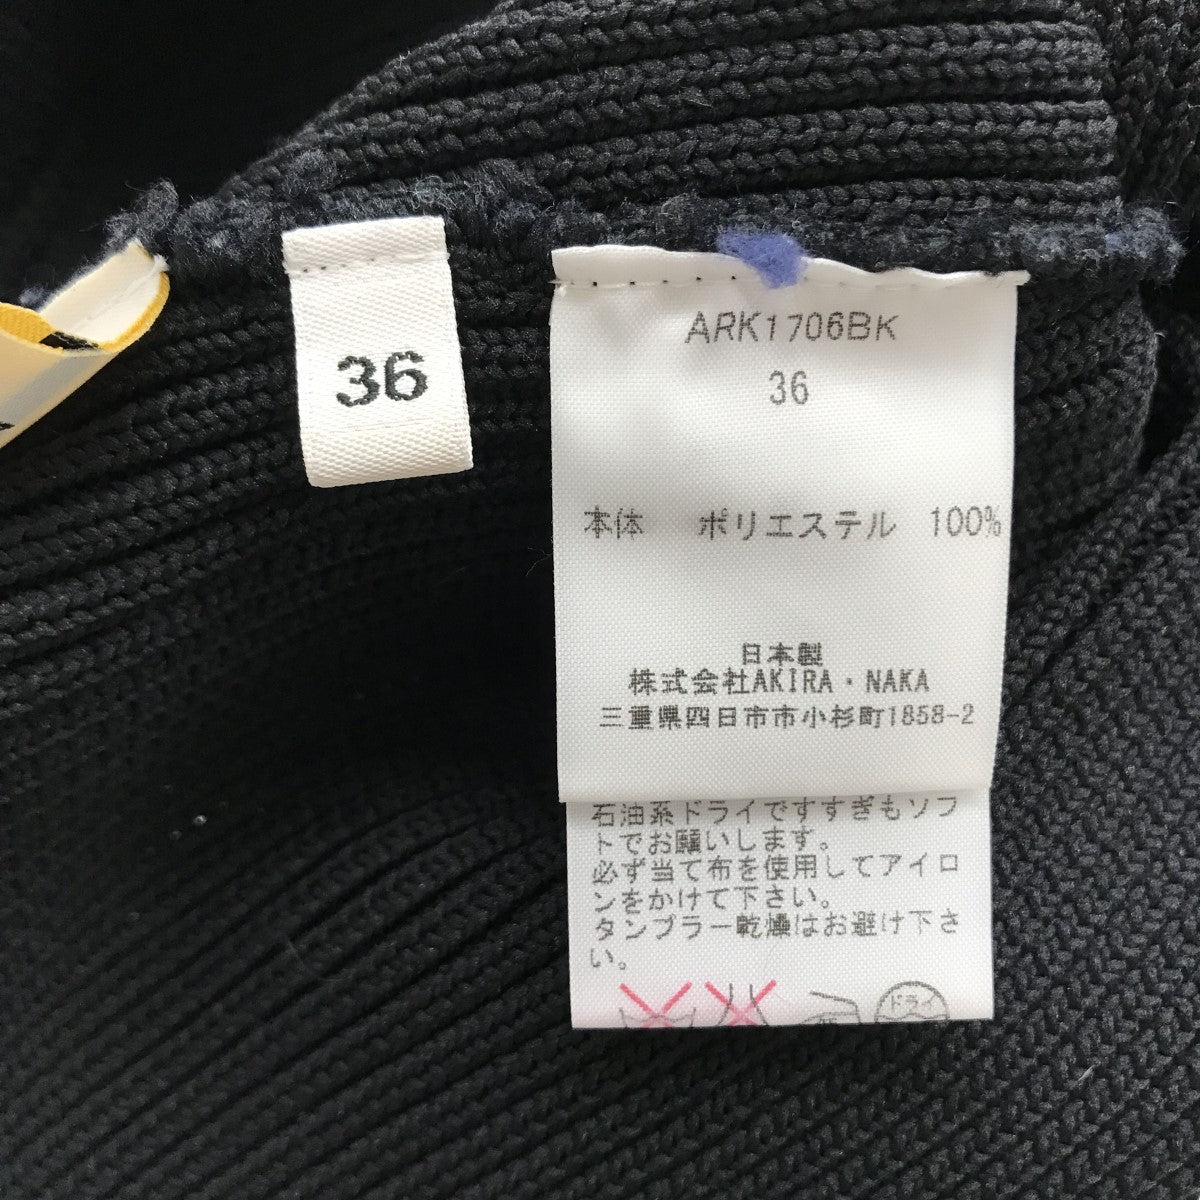 36
ARK1706BK
36
本体 ポリエステル 100%
日本製
株式会社AKIRA・NAKA
三重県四日市市小杉町1858-2
石油系ドライですすぎもソフ
トでお願いします。
必ず当て布を使用してアイロ
ンをかけて下さい。
タンブラー乾燥はお避け下さ
い。
ドライ